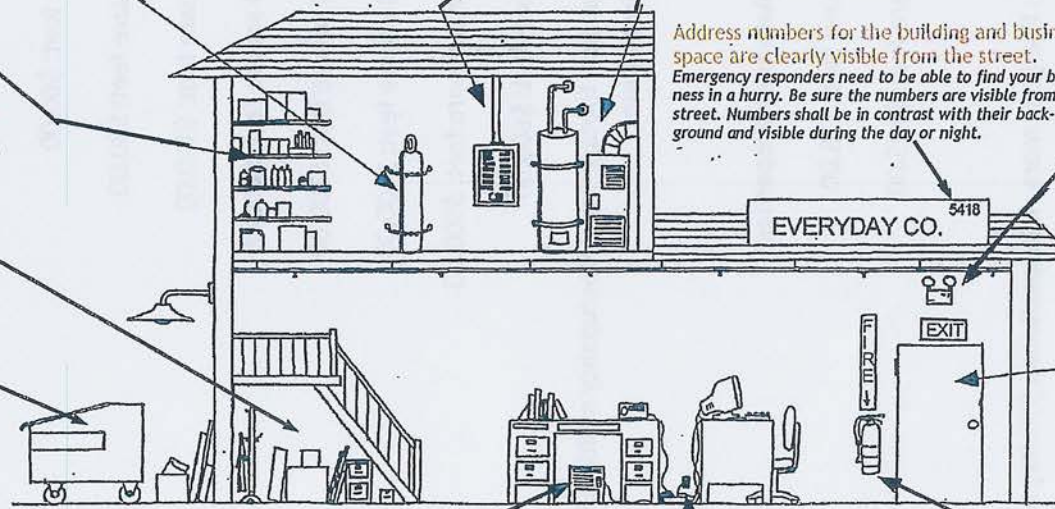 Address numbers for the building and busin
space are clearly visible from the street.
Emergency responders need to be able to find your b
ness in a hurry. Be sure the numbers are visible from
street. Numbers shall be in contrast with their back-
ground and visible during the day or night.
5418
EVERYDAY CO.
EXIT
FIRE